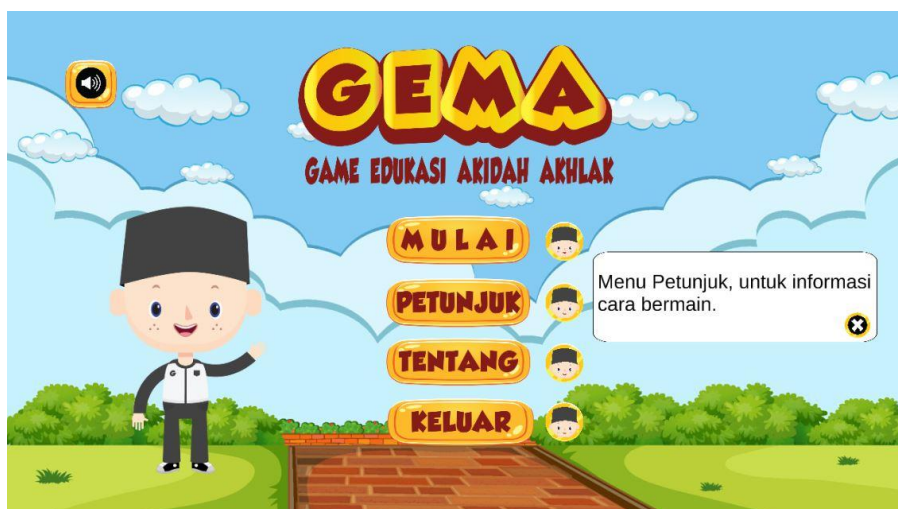 GEMA
GAME EDUKASI AKIDAH AKHLAK
MULAI
PETUNJUK
Menu Petunjuk, untuk informasi
cara bermain.
TENTANG
KELUAR